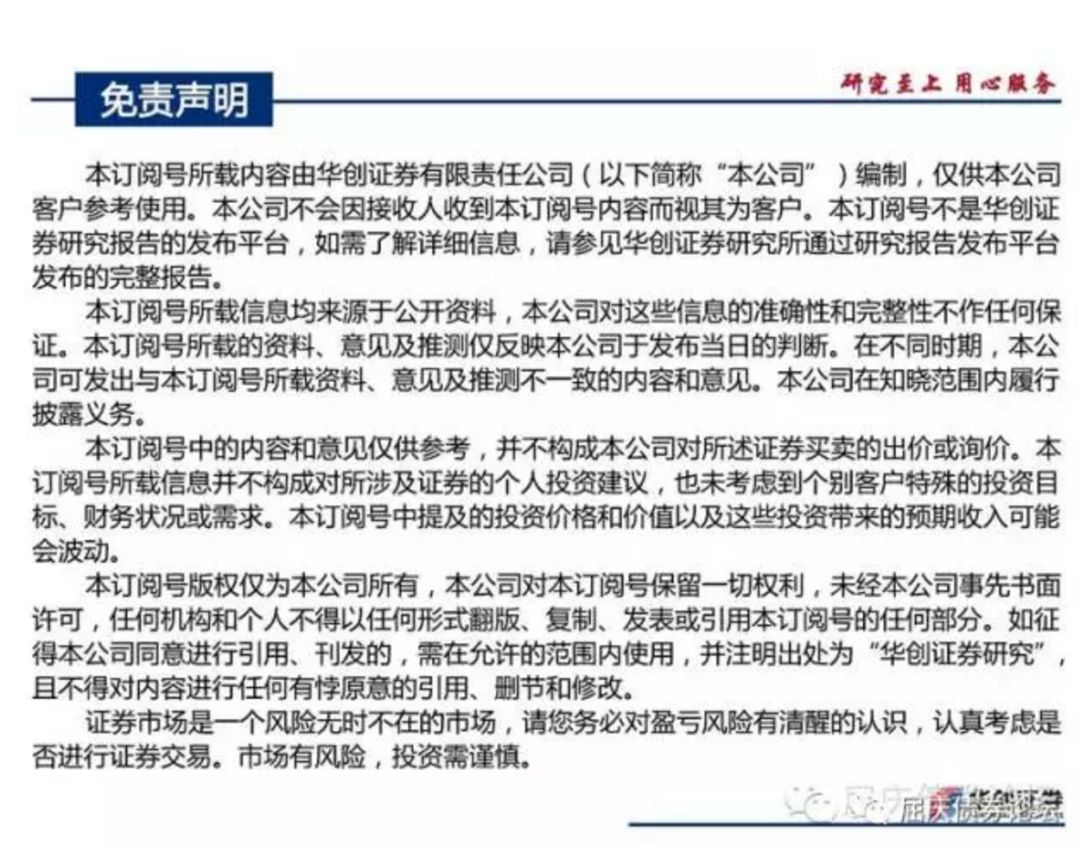 研究至上 用心服务
免责声明
本订阅号所载内容由华创证券有限责任公司（以下简称“本公司”）编制，仅供本公司
客户参考使用。本公司不会因接收人收到本订阅号内容而视其为客户。本订阅号不是华创证
券研究报告的发布平台，如需了解详细信息，请参见华创证券研究所通过研究报告发布平台
发布的完整报告。
本订阅号所载信息均来源于公开资料，本公司对这些信息的准确性和完整性不作任何保
证。本订阅号所载的资料、意见及推测仅反映本公司于发布当日的判断。在不同时期，本公
司可发出与本订阅号所载资料、意见及推测不一致的内容和意见。本公司在知晓范围内履行
披露义务。
本订阅号中的内容和意见仅供参考，并不构成本公司对所述证券买卖的出价或询价。本
订阅号所载信息并不构成对所涉及证券的个人投资建议，也未考虑到个别客户特殊的投资目
标、财务状况或需求。本订阅号中提及的投资价格和价值以及这些投资带来的预期收入可能
会波动。
本订阅号版权仅为本公司所有，本公司对本订阅号保留一切权利，未经本公司事先书面
许可，任何机构和个人不得以任何形式翻版、复制、发表或引用本订阅号的任何部分。如征
得本公司同意进行引用、刊发的，需在允许的范围内使用，并注明出处为“华创证券研究”，
且不得对内容进行任何有悖原意的引用、删节和修改。
证券市场是一个风险无时不在的市场，请您务必对盈亏风险有清醒的认识，认真考虑是
否进行证券交易。市场有风险，投资需谨慎。
华创证券
屈庆债券论坛